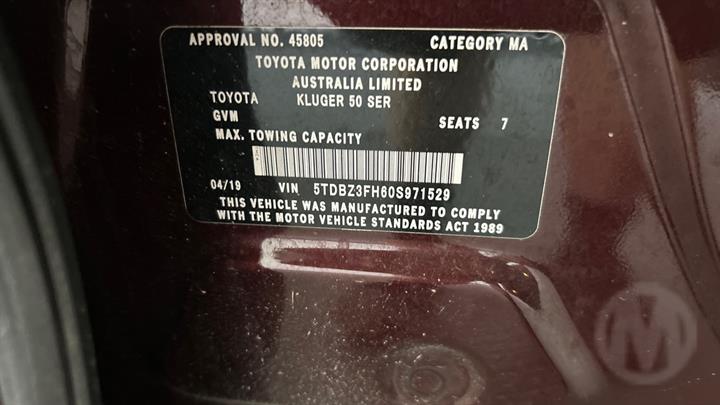 APPROVAL NO. 45805 CATEGORY MA
TOYOTA MOTOR CORPORATION
AUSTRALIA LIMITED
TOYOTA KLUGER 50 SER
GVM SEATS 7
MAX. TOWING CAPACITY
04/19 VIN 5TDBZ3FH60S971529
THIS VEHICLE WAS MANUFACTURED TO COMPLY
WITH THE MOTOR VEHICLE STANDARDS ACT 1989
M